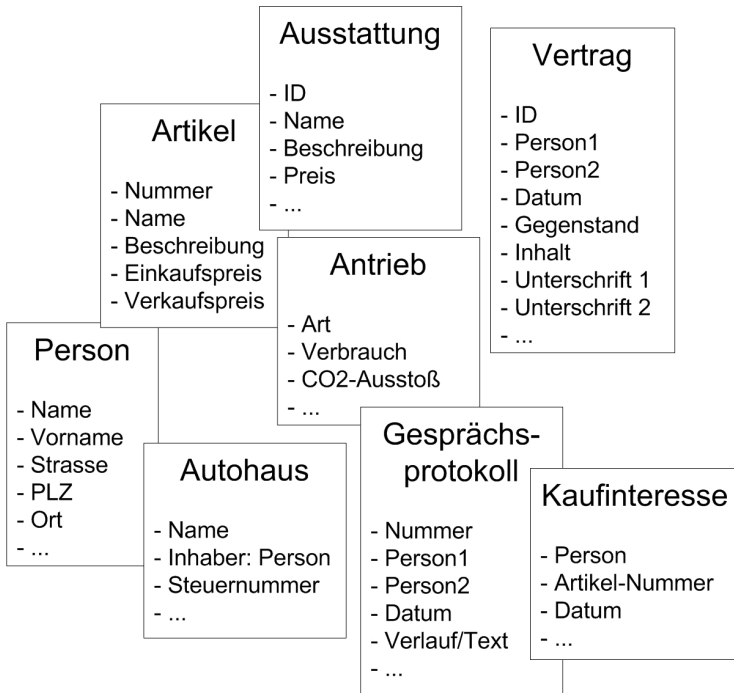 Ausstattung
- ID
- Name
- Beschreibung
- Preis
- ...
Vertrag
- ID
- Person1
- Person2
- Datum
- Gegenstand
- Inhalt
- Unterschrift 1
- Unterschrift 2
- ...
Artikel
- Nummer
- Name
- Beschreibung
- Einkaufspreis
- Verkaufspreis
Antrieb
- Art
- Verbrauch
- CO2-Ausstoß
- ...
Person
- Name
- Vorname
- Strasse
- PLZ
- Ort
- ...
Autohaus
- Name
- Inhaber: Person
- Steuernummer
- ...
Gesprächs-
protokoll
- Nummer
- Person1
- Person2
- Datum
- Verlauf/Text
- ...
Kaufinteresse
- Person
- Artikel-Nummer
- Datum
- ...